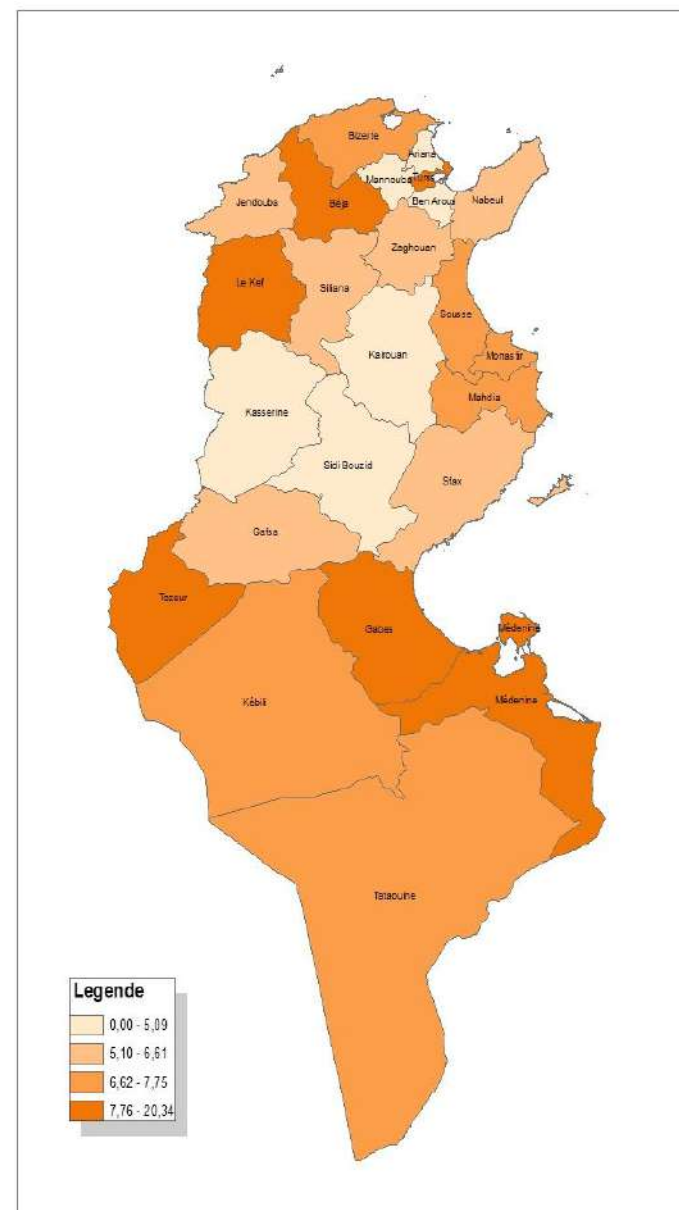 Bizerte
Ariana
Mannouba
Tunis
Ben Arous
Nabeul
Jendouba
Béja
Zaghouan
Le Kef
Siliana
Sousse
Kairouan
Monastir
Mahdia
Kasserine
Sidi Bouzid
Sfax
Gafsa
Tozeur
Gabes
Médenine
Médenine
Kébili
Tataouine
Legende
0,00 - 5,09
5,10 - 6,61
6,62 - 7,75
7,76 - 20,34